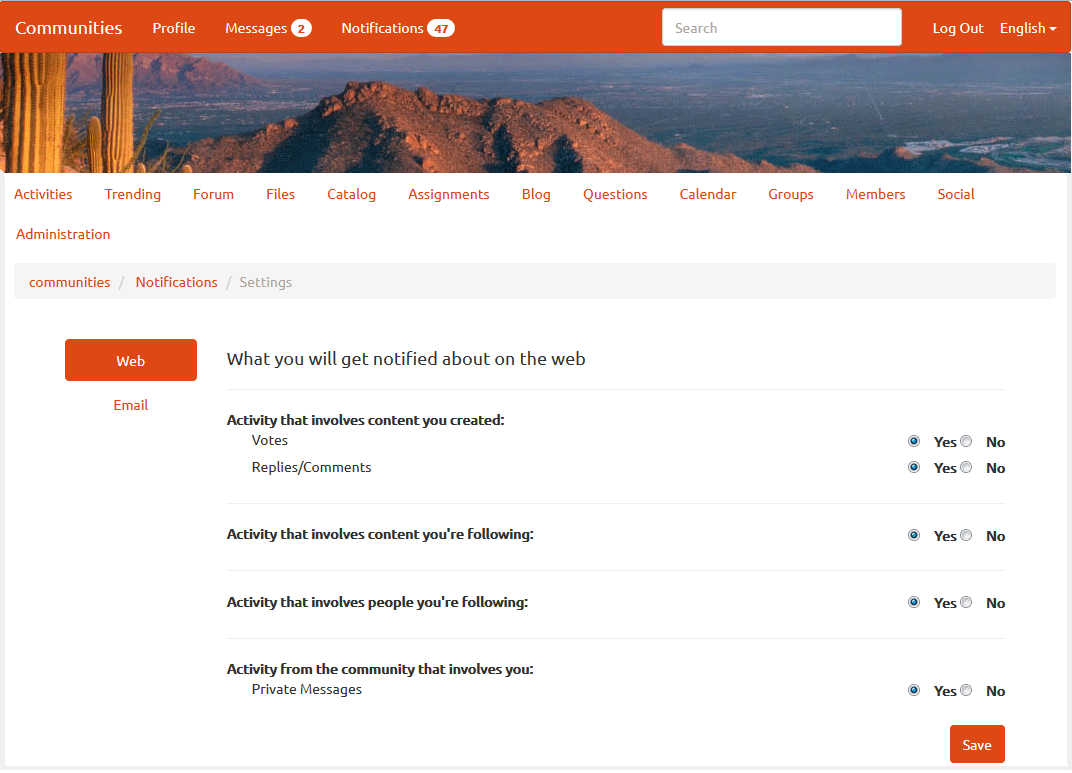 Communities Profile Messages 2 Notifications 47 Search Log Out English
Activities Trending Forum Files Catalog Assignments Blog Questions Calendar Groups Members Social
Administration
communities / Notifications / Settings
Web
Email
What you will get notified about on the web
Activity that involves content you created:
Votes Yes No
Replies/Comments Yes No
Activity that involves content you're following: Yes No
Activity that involves people you're following: Yes No
Activity from the community that involves you:
Private Messages Yes No
Save